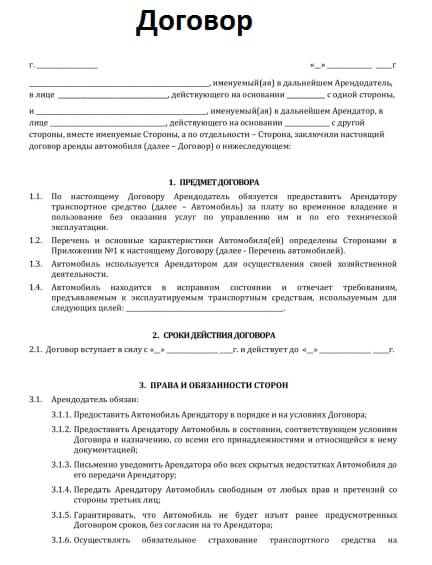 Договор
г. ____________________ «__» ______________ _____г
__________________________________________________________, именуемый(ая) в дальнейшем Арендодатель,
в лице ____________________________________, действующего на основании ____________ с одной стороны,
и ________________________________________________________, именуемый(ая) в дальнейшем Арендатор, в
лице ______________________________________, действующего на основании ______________ с другой
стороны, вместе именуемые Стороны, а по отдельности – Сторона, заключили настоящий
договор аренды автомобиля (далее – Договор) о нижеследующем:
1. ПРЕДМЕТ ДОГОВОРА
1.1. По настоящему Договору Арендодатель обязуется предоставить Арендатору
транспортное средство (далее – Автомобиль) за плату во временное владение и
пользование без оказания услуг по управлению им и по его технической
эксплуатации.
1.2. Перечень и основные характеристики Автомобиля(ей) определены Сторонами в
Приложении №1 к настоящему Договору (далее - Перечень автомобилей).
1.3. Автомобиль используется Арендатором для осуществления своей хозяйственной
деятельности.
1.4. Автомобиль находится в исправном состоянии и отвечает требованиям,
предъявляемым к эксплуатируемым транспортным средствам, используемым для
следующих целей: ____________________________________________________.
2. СРОКИ ДЕЙСТВИЯ ДОГОВОРА
2.1. Договор вступает в силу с «__» ________________ ____г. и действует до «__» ________________ _____г.
3. ПРАВА И ОБЯЗАННОСТИ СТОРОН
3.1. Арендодатель обязан:
3.1.1. Предоставить Автомобиль Арендатору в порядке и на условиях Договора;
3.1.2. Предоставить Арендатору Автомобиль в состоянии, соответствующем условиям
Договора и назначению, со всеми его принадлежностями и относящейся к нему
документацией;
3.1.3. Письменно уведомить Арендатора обо всех скрытых недостатках Автомобиля до
его передачи Арендатору;
3.1.4. Передать Арендатору Автомобиль свободным от любых прав и претензий со
стороны третьих лиц;
3.1.5. Гарантировать, что Автомобиль не будет изъят ранее предусмотренных
Договором сроков, без согласия на то Арендатора;
3.1.6. Осуществлять обязательное страхование транспортного средства на